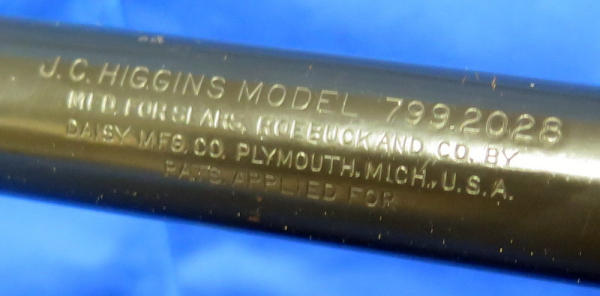 J. C. HIGGINS MODEL 799.2028
MFD. FOR SEARS, ROEBUCK AND CO. BY
DAISY MFG. CO. PLYMOUTH, MICH., U.S.A.
PATS. APPLIED FOR